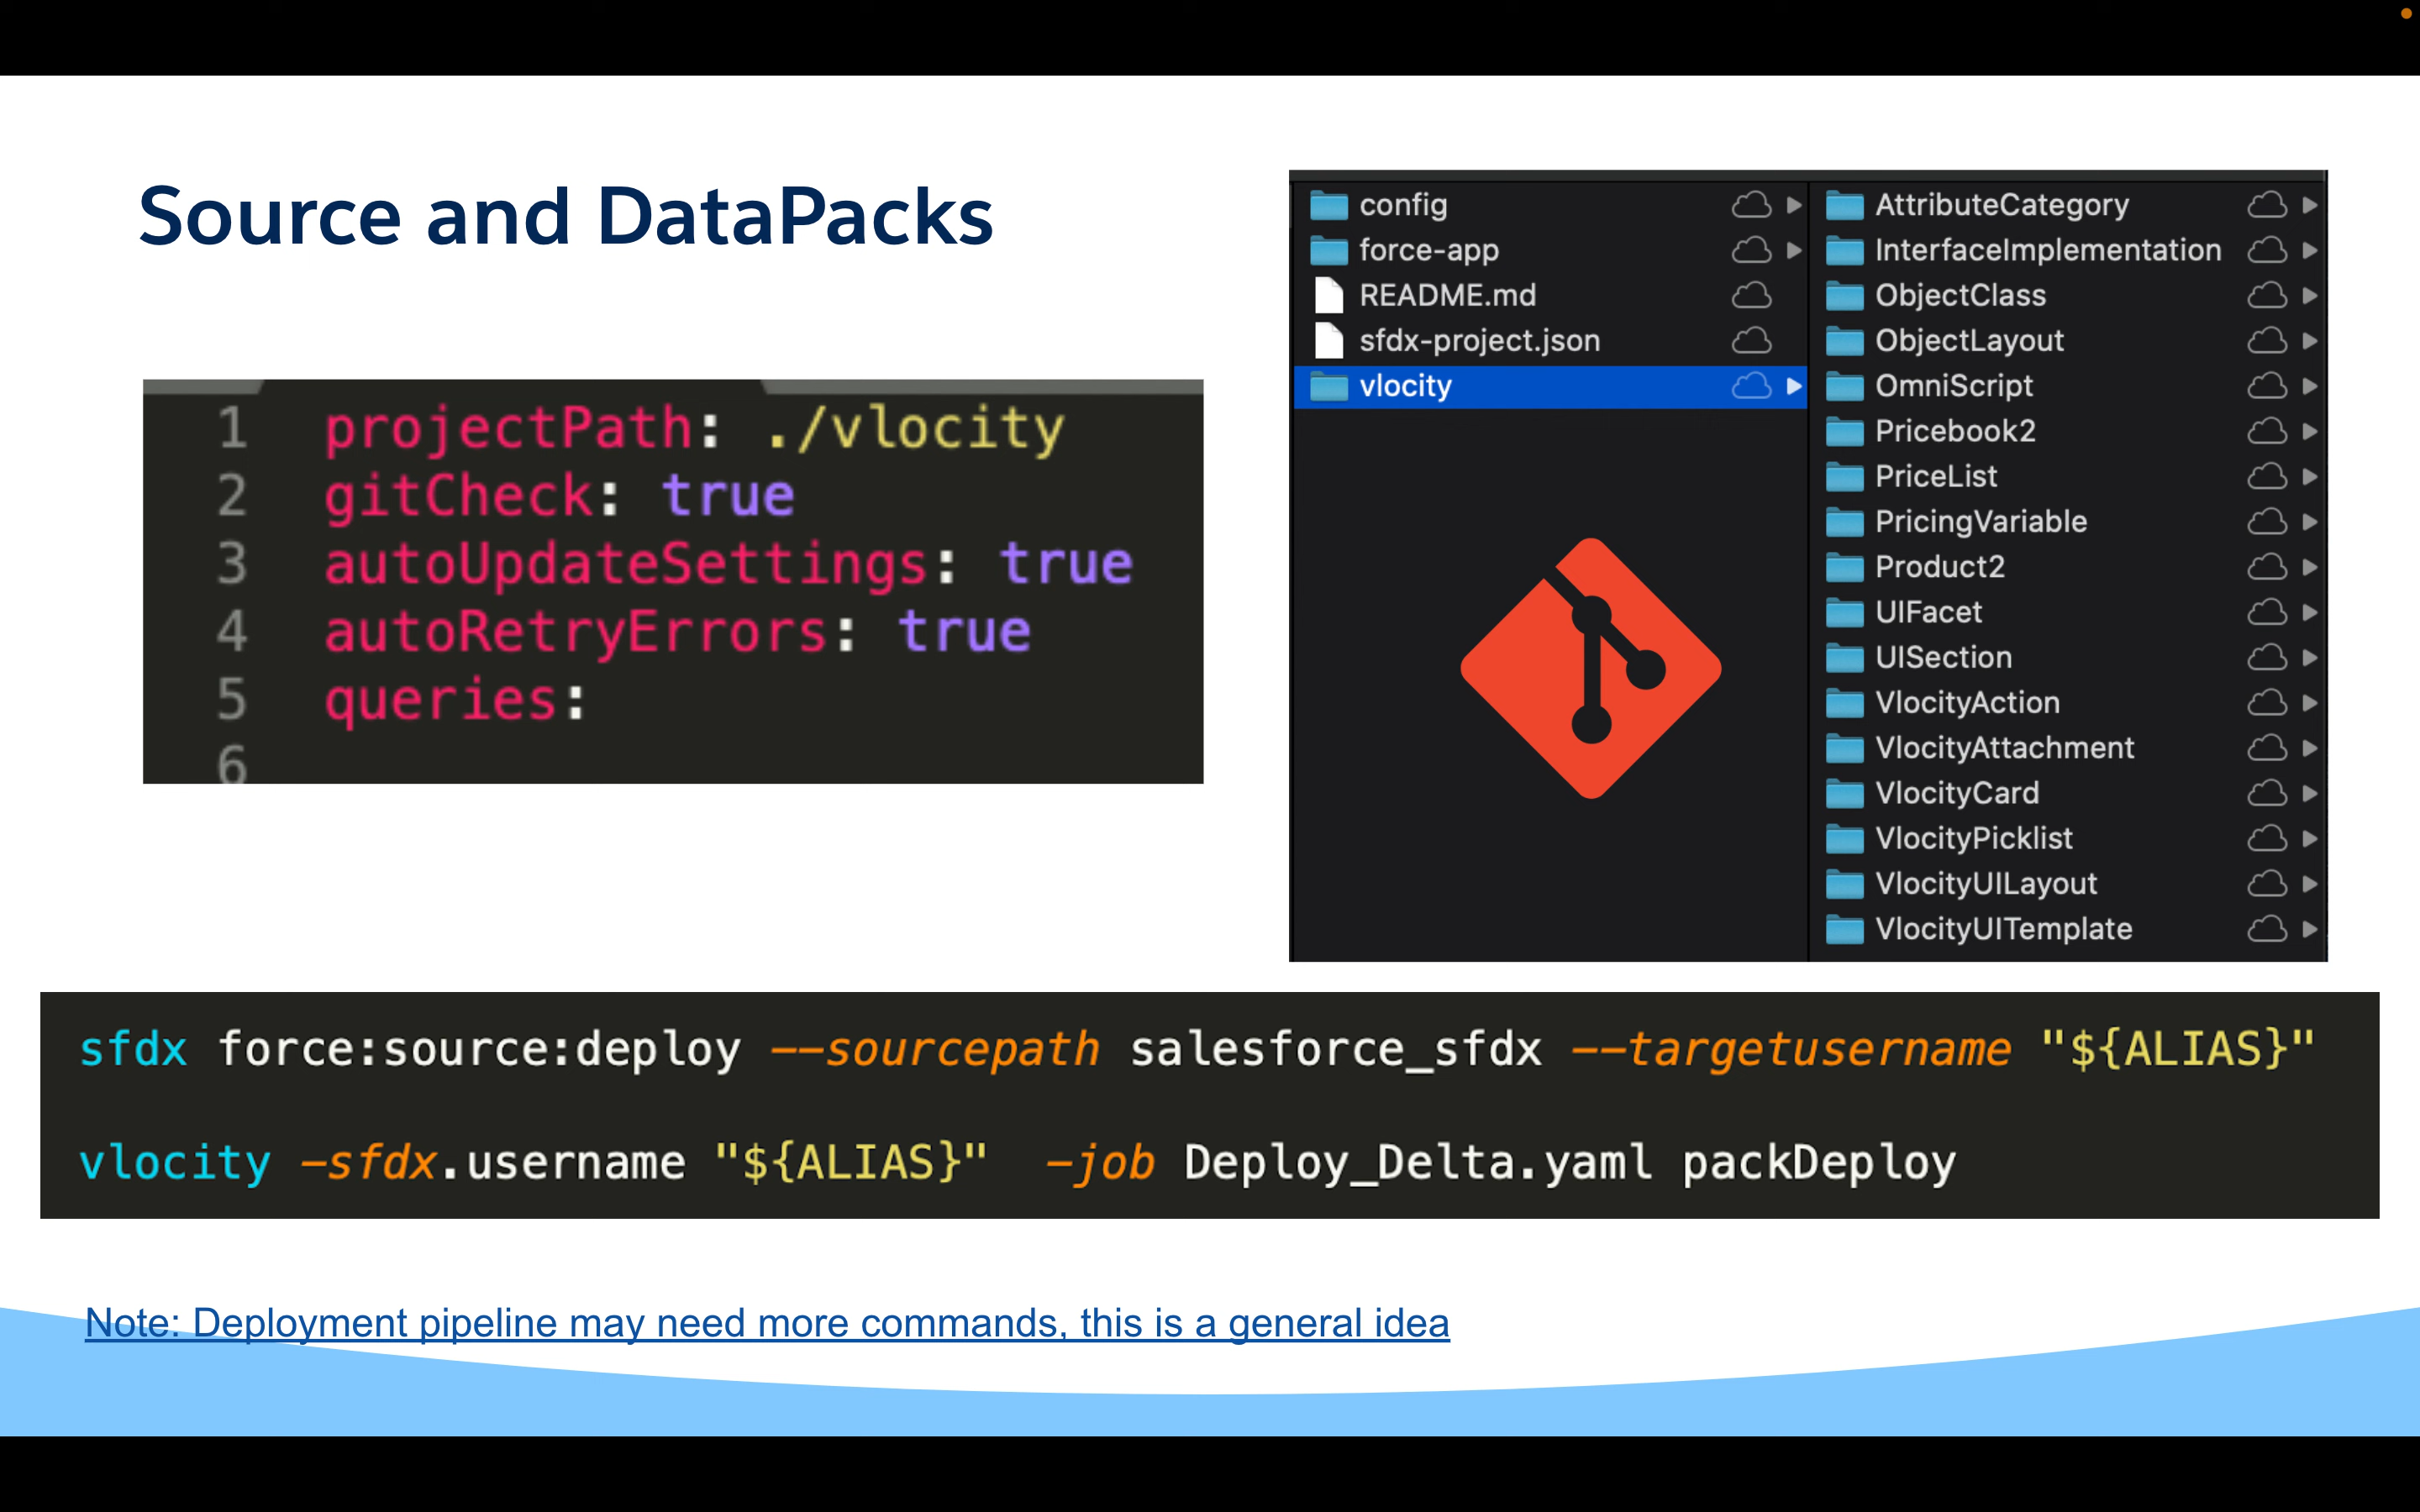 Source and DataPacks
1 projectPath: ./vlocity
2 gitCheck: true
3 autoUpdateSettings: true
4 autoRetryErrors: true
5 queries:
6
config
force-app
README.md
sfdx-project.json
vlocity
AttributeCategory
InterfaceImplementation
ObjectClass
ObjectLayout
OmniScript
Pricebook2
PriceList
PricingVariable
Product2
UIFacet
UISection
VlocityAction
VlocityAttachment
VlocityCard
VlocityPicklist
VlocityUILayout
VlocityUITemplate
sfdx force:source:deploy --sourcepath salesforce_sfdx --targetusername "${ALIAS}"
vlocity -sfdx.username "${ALIAS}" -job Deploy_Delta.yaml packDeploy
Note: Deployment pipeline may need more commands, this is a general idea